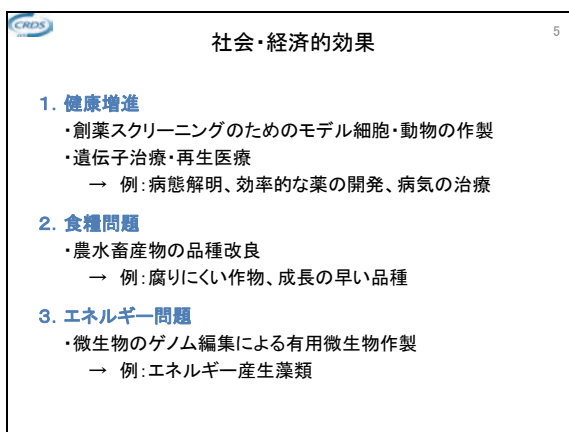 CRDS
5
社会・経済的効果
1. 健康増進
・創薬スクリーニングのためのモデル細胞・動物の作製
・遺伝子治療・再生医療
→ 例:病態解明、効率的な薬の開発、病気の治療
2. 食糧問題
・農水畜産物の品種改良
→ 例:腐りにくい作物、成長の早い品種
3. エネルギー問題
・微生物のゲノム編集による有用微生物作製
→ 例:エネルギー産生藻類